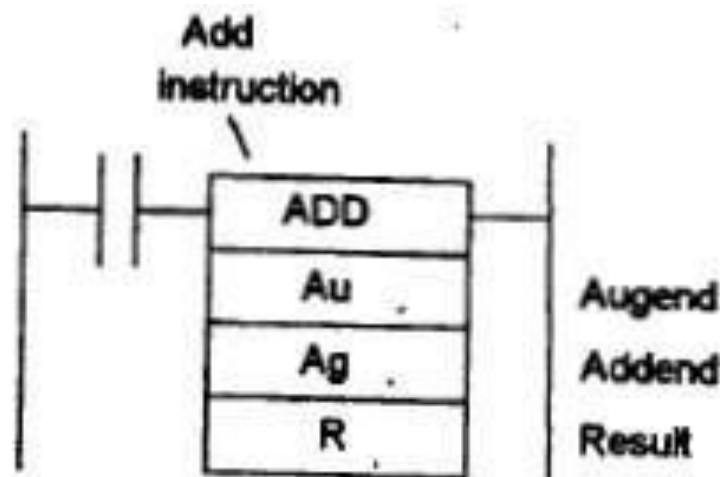 Add
instruction
ADD
Au
Augend
Ag
Addend
R
Result